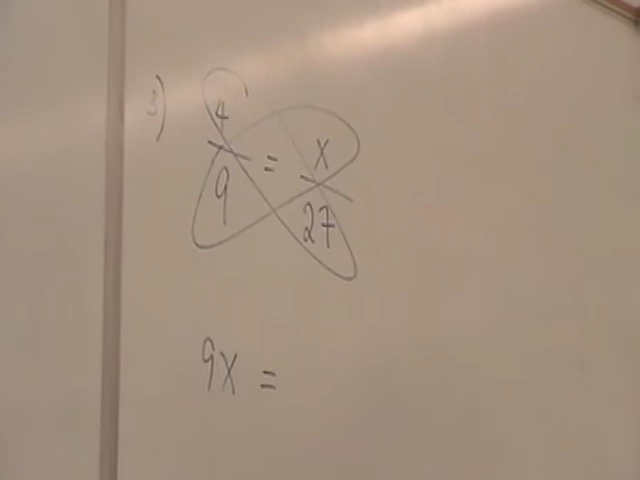 3) 4/9 = x/27
9x =